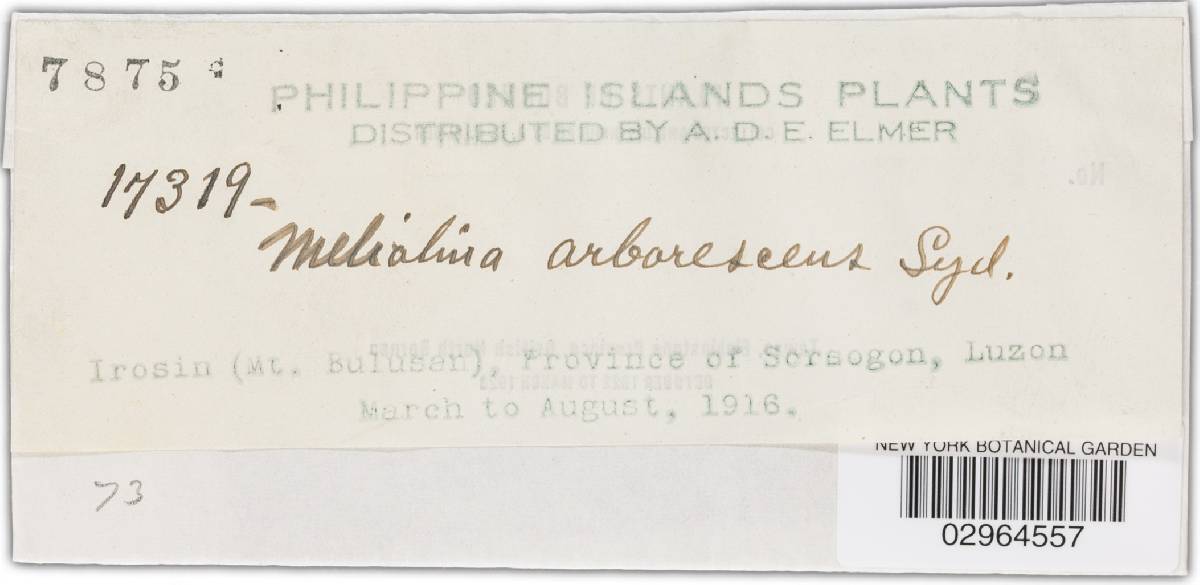 7875
PHILIPPINE ISLANDS PLANTS
DISTRIBUTED BY A. D. E. ELMER
17319-
Meliolina arborescens Syd.
Irosin (Mt. Bulusan), Province of Sorsogon, Luzon
March to August, 1916.
73
NEW YORK BOTANICAL GARDEN
02964557